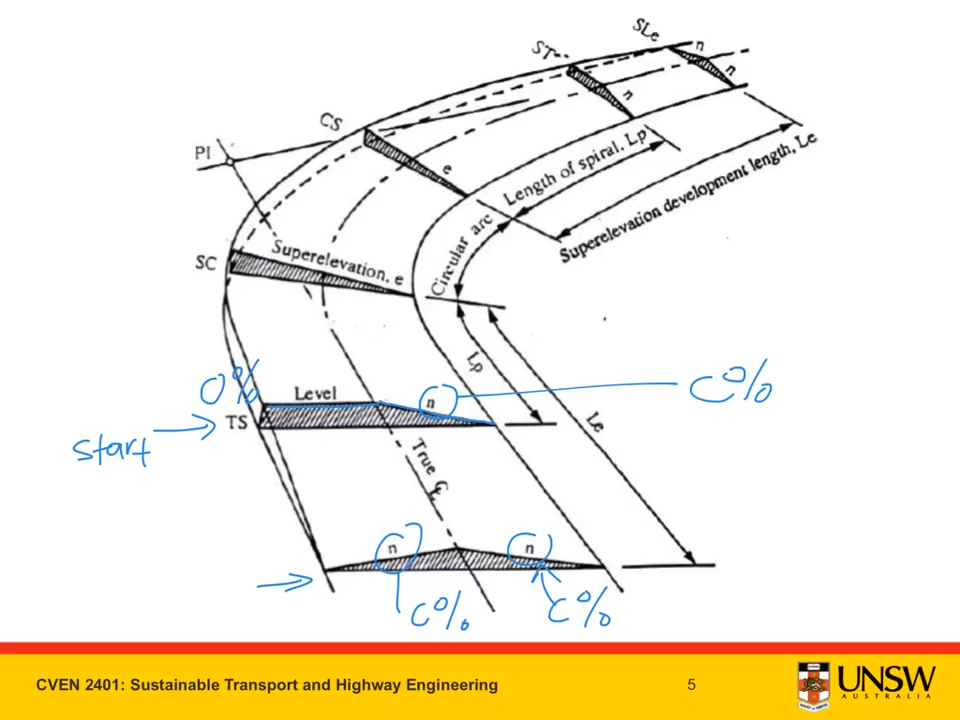 SLe
n
ST
n
n
CS
PI
e
Length of spiral, Lp
Superelevation development length, Le
Superelevation, e
SC
Circular arc
Lp
0%
Level
n
C%
TS
Le
start
True ℄
n
n
C%
C%
CVEN 2401: Sustainable Transport and Highway Engineering
5
UNSW
AUSTRALIA